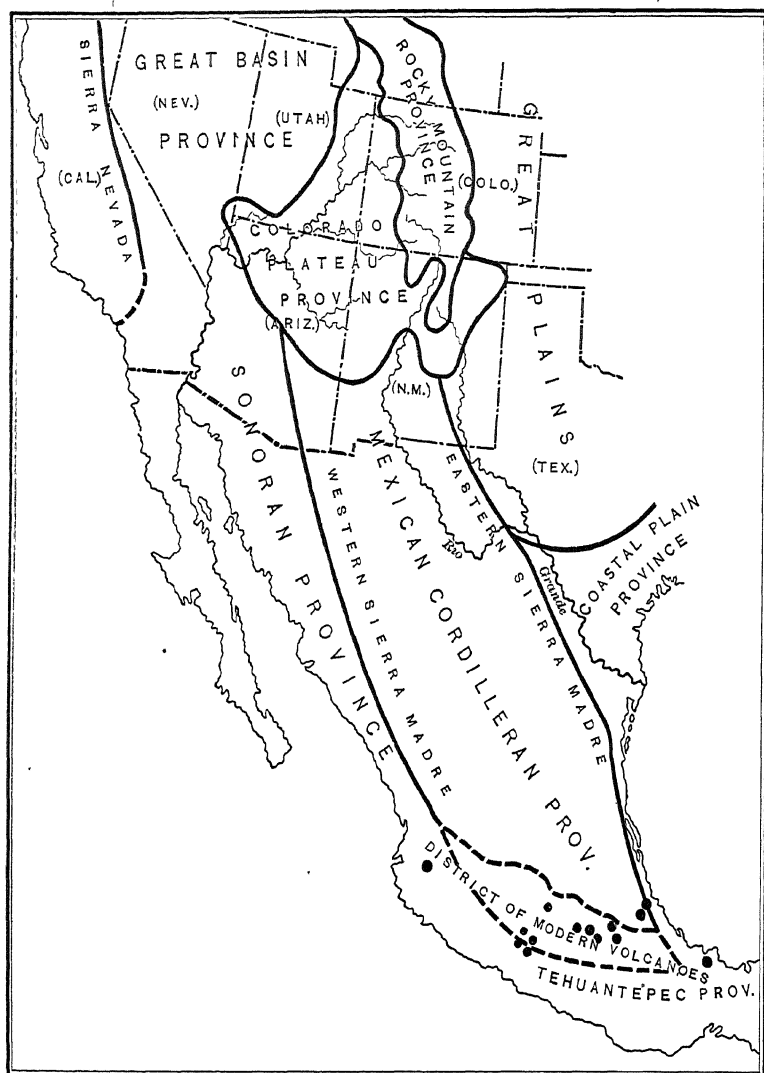 SIERRA NEVADA
GREAT BASIN
(NEV.)
(UTAH)
PROVINCE
(CAL.)
ROCKY MOUNTAIN
PROVINCE
(COLO.)
GREAT
PLAINS
COLORADO
PLATEAU
PROVINCE
(ARIZ.)
(N.M.)
(TEX.)
SONORAN PROVINCE
WESTERN SIERRA MADRE
MEXICAN CORDILLERAN PROV.
EASTERN SIERRA MADRE
Rio
Grande
COASTAL PLAIN
PROVINCE
DISTRICT OF MODERN VOLCANOES
TEHUANTEPEC PROV.